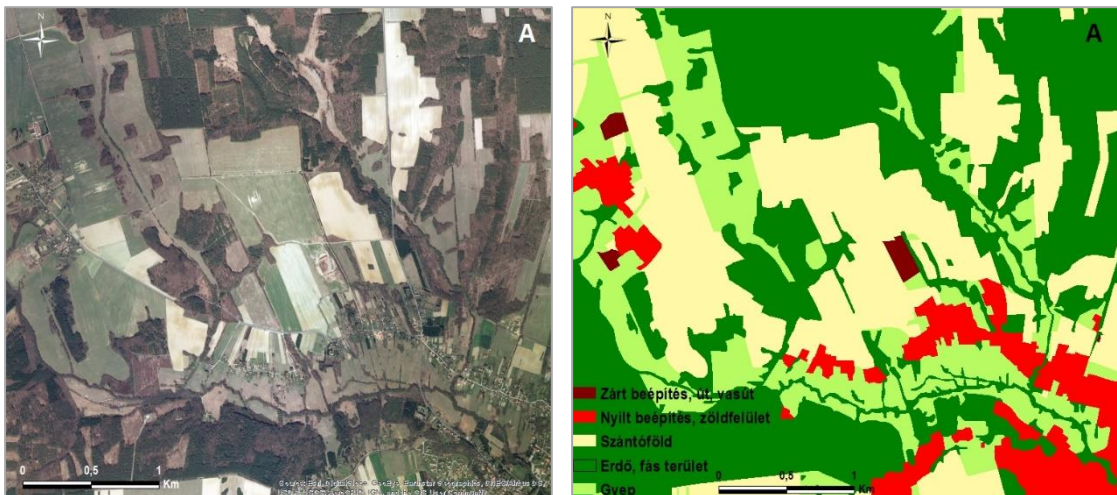 N
A
0 0,5 1
Km
N
A
Zárt beépítés, út, vasút
Nyílt beépítés, zöldfelület
Szántóföld
Erdő, fás terület
Gyep
0 0,5 1
Km